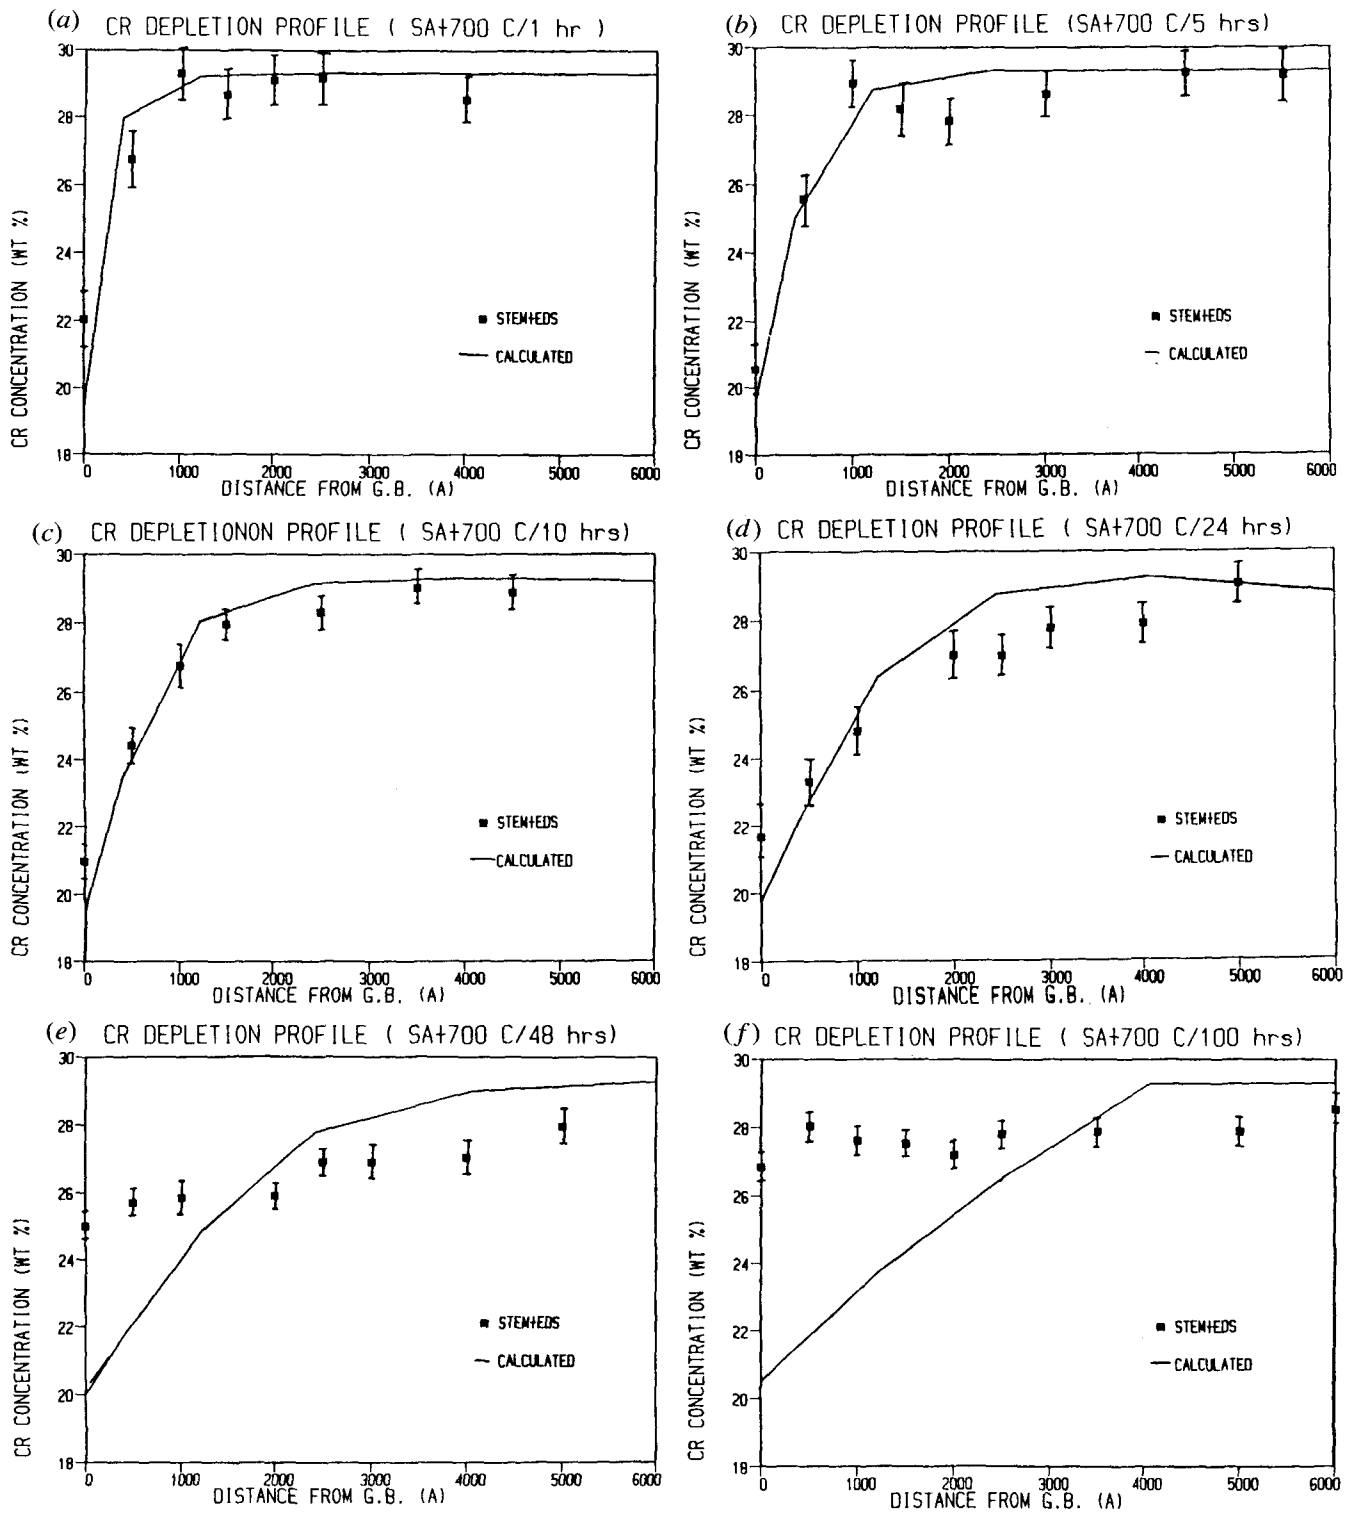 (a) CR DEPLETION PROFILE ( SA+700 C/1 hr )
30
28
26
24
22
20
18
CR CONCENTRATION (WT %)
STEM+EDS
CALCULATED
0 1000 2000 3000 4000 5000 6000
DISTANCE FROM G.B. (A)
(b) CR DEPLETION PROFILE (SA+700 C/5 hrs)
30
28
26
24
22
20
18
CR CONCENTRATION (WT %)
STEM+EDS
CALCULATED
0 1000 2000 3000 4000 5000 6000
DISTANCE FROM G.B. (A)
(c) CR DEPLETIONON PROFILE ( SA+700 C/10 hrs)
30
28
26
24
22
20
18
CR CONCENTRATION (WT %)
STEM+EDS
CALCULATED
0 1000 2000 3000 4000 5000 6000
DISTANCE FROM G.B. (A)
(d) CR DEPLETION PROFILE ( SA+700 C/24 hrs)
30
28
26
24
22
20
18
CR CONCENTRATION (WT %)
STEM+EDS
CALCULATED
0 1000 2000 3000 4000 5000 6000
DISTANCE FROM G.B. (A)
(e) CR DEPLETION PROFILE ( SA+700 C/48 hrs)
30
28
26
24
22
20
18
CR CONCENTRATION (WT %)
STEM+EDS
CALCULATED
0 1000 2000 3000 4000 5000 6000
DISTANCE FROM G.B. (A)
(f) CR DEPLETION PROFILE ( SA+700 C/100 hrs)
30
28
26
24
22
20
18
CR CONCENTRATION (WT %)
STEM+EDS
CALCULATED
0 1000 2000 3000 4000 5000 6000
DISTANCE FROM G.B. (A)